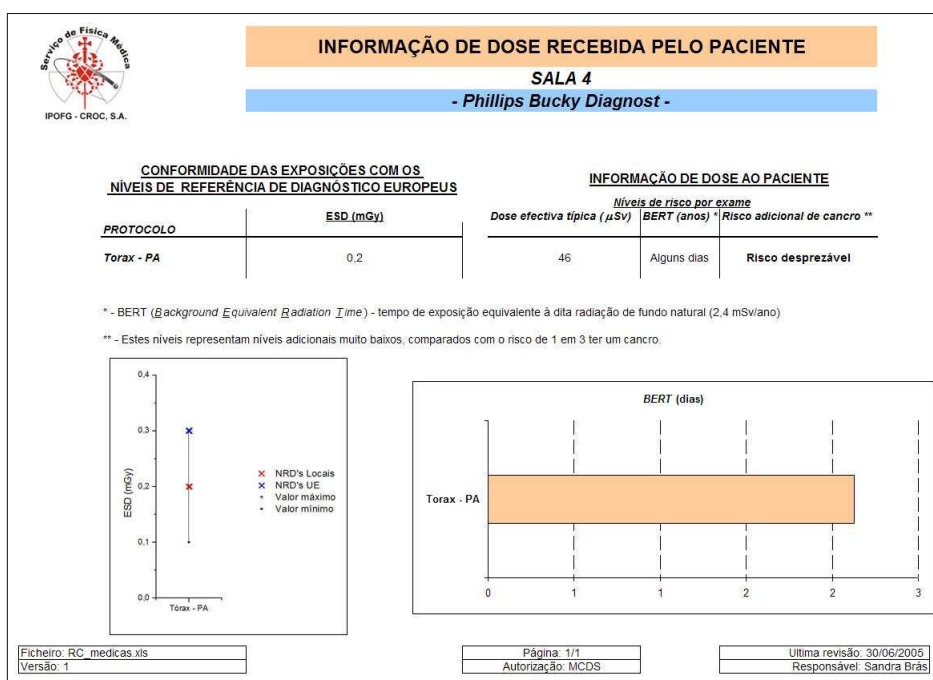 Serviço de Física Médica
IPOFG - CROC, S.A.
INFORMAÇÃO DE DOSE RECEBIDA PELO PACIENTE
SALA 4
- Phillips Bucky Diagnost -
CONFORMIDADE DAS EXPOSIÇÕES COM OS
NÍVEIS DE REFERÊNCIA DE DIAGNÓSTICO EUROPEUS
INFORMAÇÃO DE DOSE AO PACIENTE
Níveis de risco por exame
PROTOCOLO ESD (mGy) Dose efectiva típica (μSv) BERT (anos) * Risco adicional de cancro **
Torax - PA 0,2 46 Alguns dias Risco desprezável
* - BERT (Background Equivalent Radiation Time) - tempo de exposição equivalente à dita radiação de fundo natural (2,4 mSv/ano)
** - Estes níveis representam níveis adicionais muito baixos, comparados com o risco de 1 em 3 ter um cancro.
0,4
0,3
0,2
0,1
0,0
ESD (mGy)
Tórax - PA
NRD's Locais
NRD's UE
Valor máximo
Valor mínimo
BERT (dias)
Torax - PA
0 1 1 2 2 3
Ficheiro: RC_medicas.xls
Versão: 1
Página: 1/1
Autorização: MCDS
Ultima revisão: 30/06/2005
Responsável: Sandra Brás